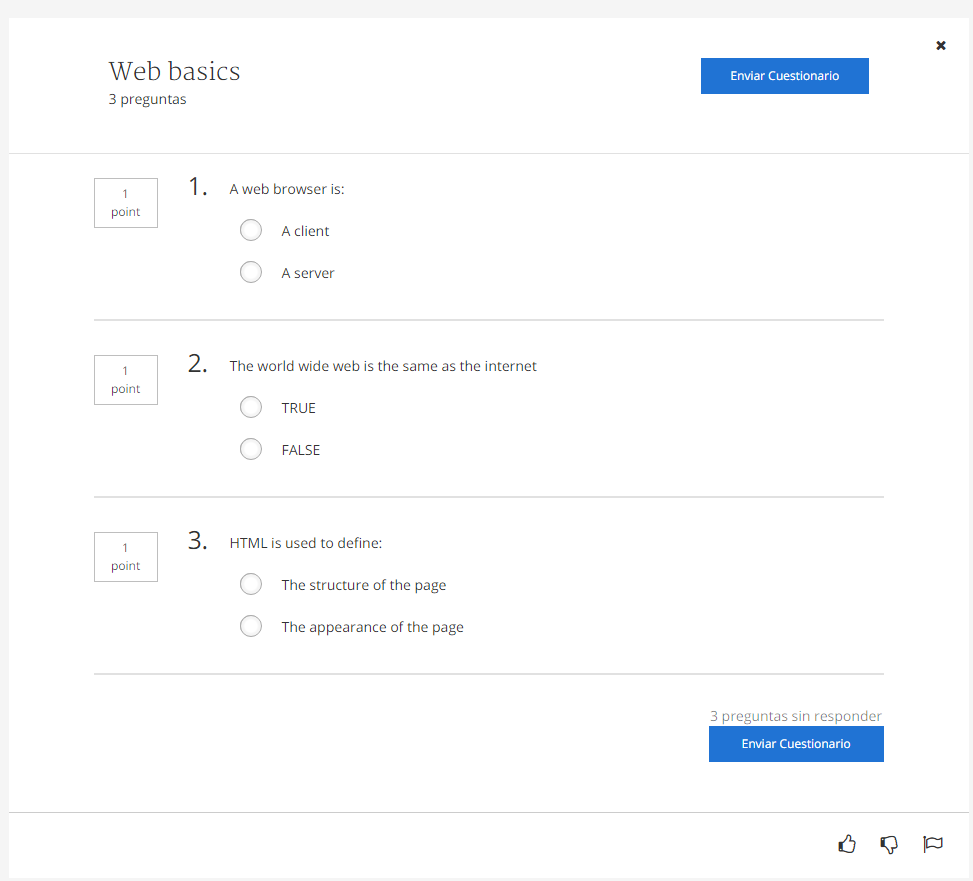 Web basics
3 preguntas
Enviar Cuestionario
1
point
1.
A web browser is:
A client
A server
1
point
2.
The world wide web is the same as the internet
TRUE
FALSE
1
point
3.
HTML is used to define:
The structure of the page
The appearance of the page
3 preguntas sin responder
Enviar Cuestionario